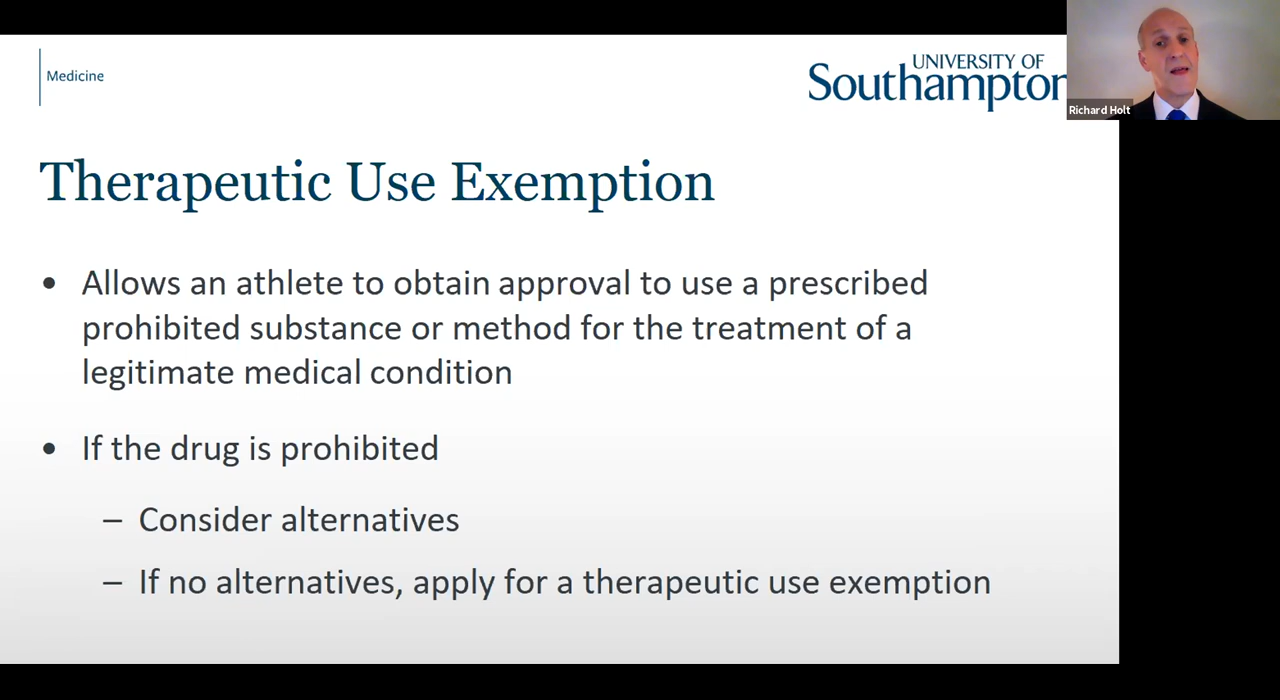 Medicine
UNIVERSITY OF
Southampton
Richard Holt
Therapeutic Use Exemption
• Allows an athlete to obtain approval to use a prescribed
prohibited substance or method for the treatment of a
legitimate medical condition
• If the drug is prohibited
– Consider alternatives
– If no alternatives, apply for a therapeutic use exemption